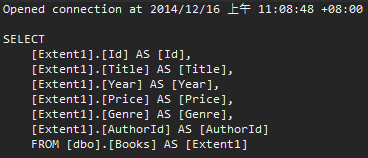 Opened connection at 2014/12/16 上午 11:08:48 +08:00
SELECT
[Extent1].[Id] AS [Id],
[Extent1].[Title] AS [Title],
[Extent1].[Year] AS [Year],
[Extent1].[Price] AS [Price],
[Extent1].[Genre] AS [Genre],
[Extent1].[AuthorId] AS [AuthorId]
FROM [dbo].[Books] AS [Extent1]